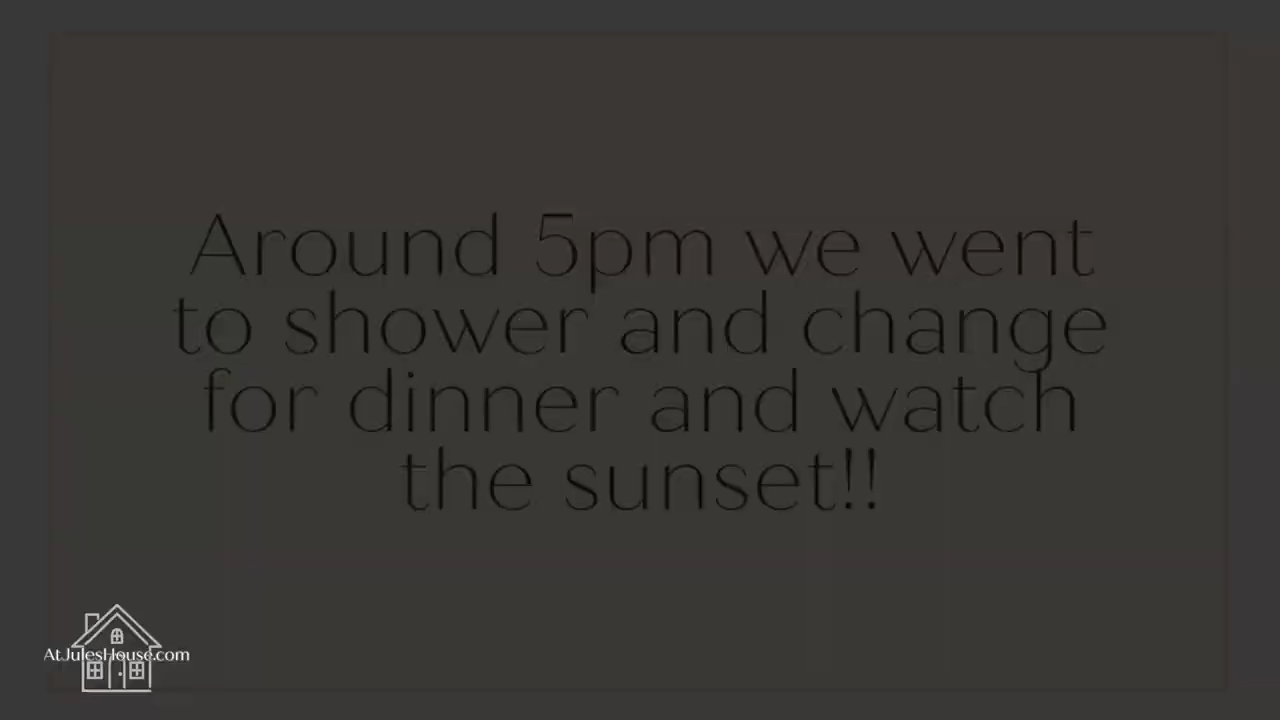 Around 5pm we went
to shower and change
for dinner and watch
the sunset!!
AtJulesHouse.com